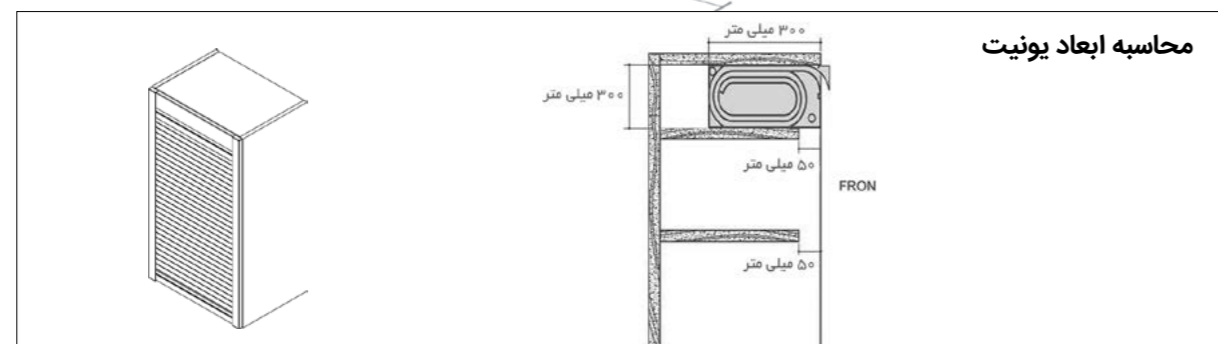 محاسبه ابعاد یونیت
۳۰۰ میلی متر
۳۰۰ میلی متر
۵۰ میلی متر
FRON
۵۰ میلی متر